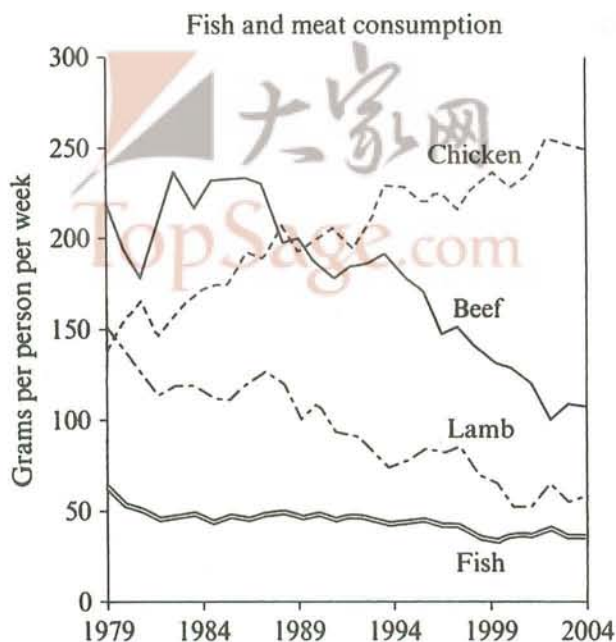 Fish and meat consumption
Grams per person per week
300
250
200
150
100
50
0
大家网
TopSage.com
Chicken
Beef
Lamb
Fish
1979 1984 1989 1994 1999 2004